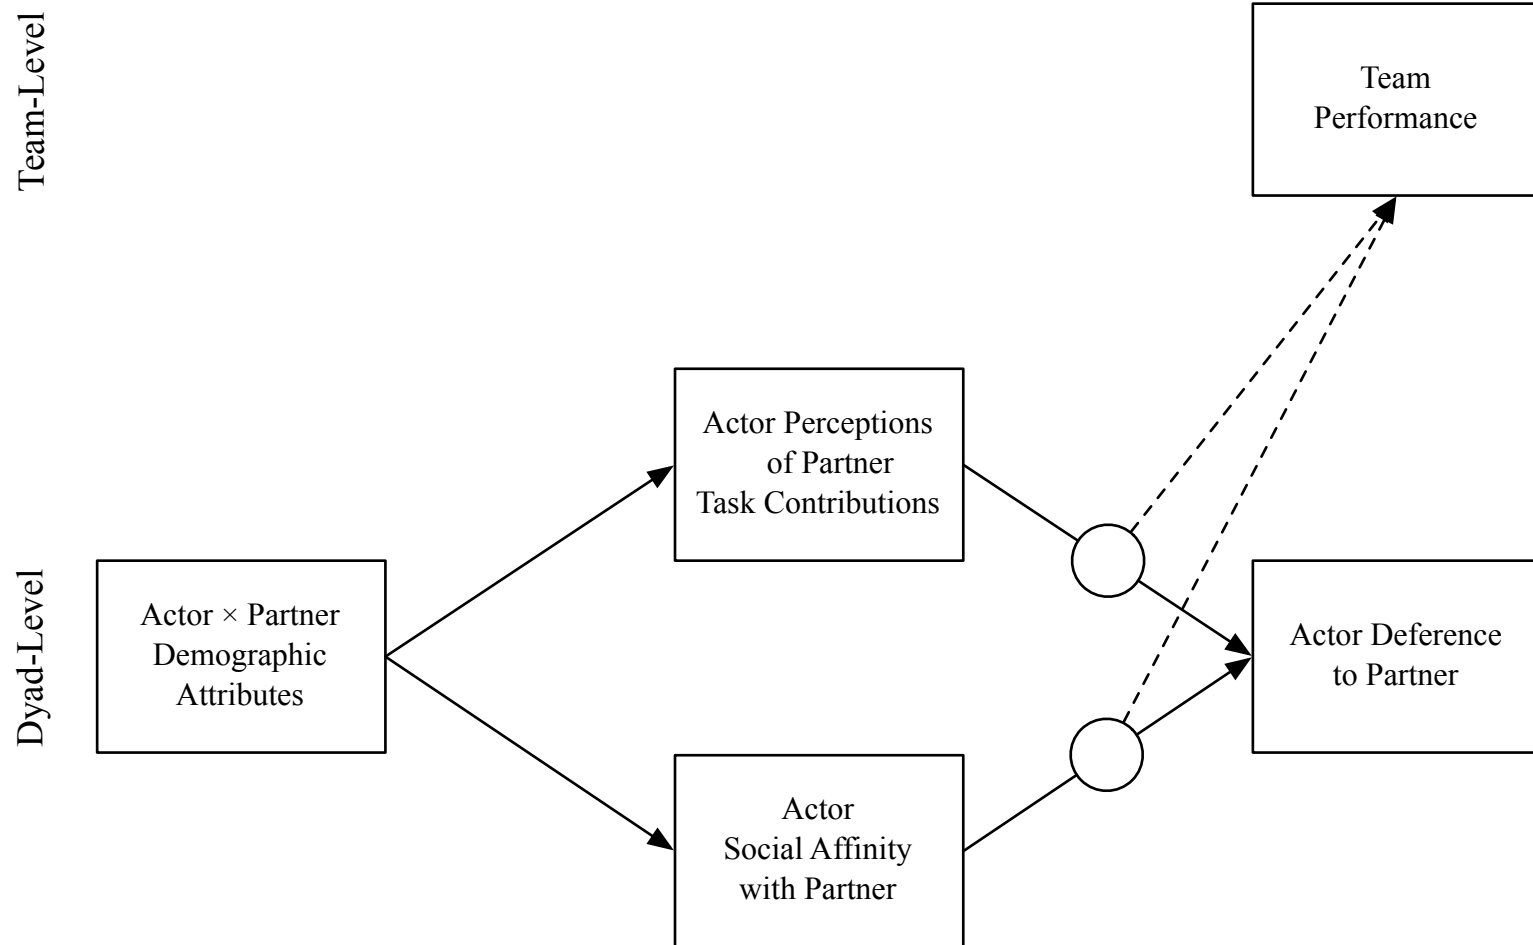 Team-Level
Team
Performance
Actor Perceptions
of Partner
Task Contributions
Dyad-Level
Actor × Partner
Demographic
Attributes
Actor Deference
to Partner
Actor
Social Affinity
with Partner